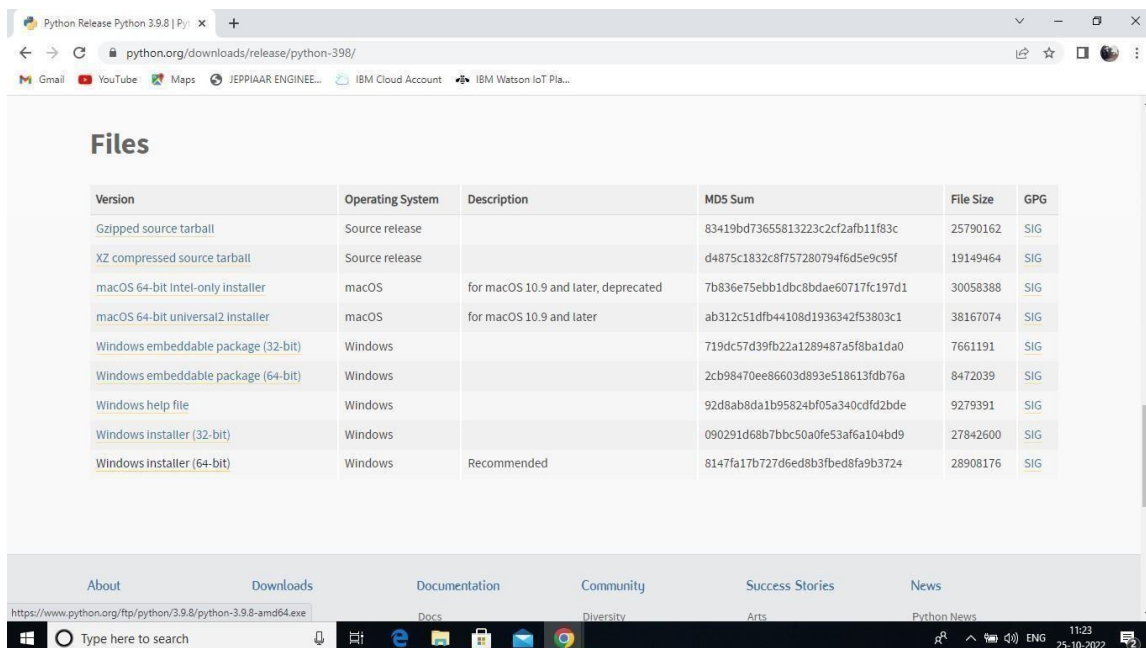 Python Release Python 3.9.8 | Pyt
python.org/downloads/release/python-398/
Gmail YouTube Maps JEPPIAAR ENGINEE... IBM Cloud Account IBM Watson IoT Pla...
Files
Version Operating System Description MD5 Sum File Size GPG
Gzipped source tarball Source release 83419bd73655813223c2cf2afb11f83c 25790162 SIG
XZ compressed source tarball Source release d4875c1832c8f757280794f6d5e9c95f 19149464 SIG
macOS 64-bit Intel-only installer macOS for macOS 10.9 and later, deprecated 7b836e75ebb1dbc8bdae60717fc197d1 30058388 SIG
macOS 64-bit universal2 installer macOS for macOS 10.9 and later ab312c51dfb44108d1936342f53803c1 38167074 SIG
Windows embeddable package (32-bit) Windows 719dc57d39fb22a1289487a5f8ba1da0 7661191 SIG
Windows embeddable package (64-bit) Windows 2cb98470ee86603d893e518613fdb76a 8472039 SIG
Windows help file Windows 92d8ab8da1b95824bf05a340cdfd2bde 9279391 SIG
Windows installer (32-bit) Windows 090291d68b7bbc50a0fe53af6a104bd9 27842600 SIG
Windows installer (64-bit) Windows Recommended 8147fa17b727d6ed8b3fbed8fa9b3724 28908176 SIG
About Downloads Documentation Community Success Stories News
https://www.python.org/ftp/python/3.9.8/python-3.9.8-amd64.exe Docs Diversity Arts Python News
Type here to search ENG 11:23
25-10-2022